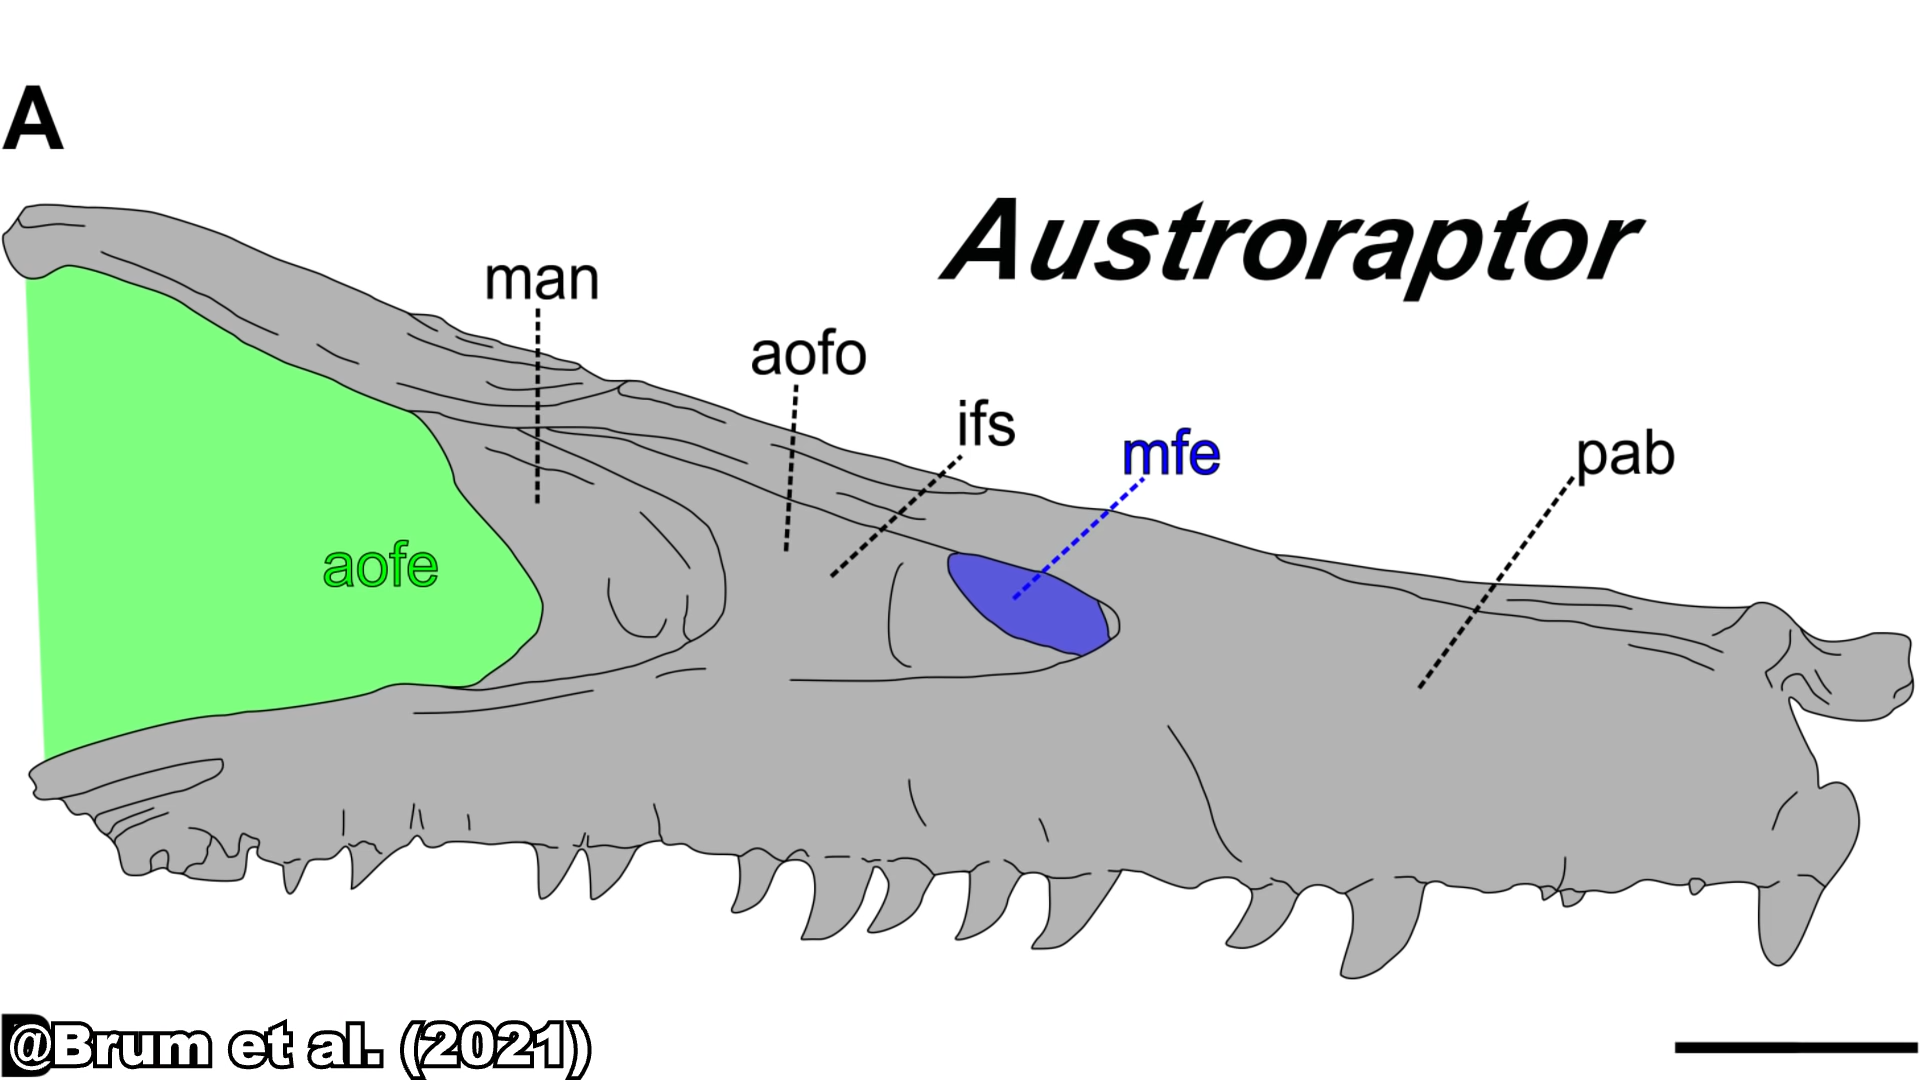 A
Austroraptor
man
aofo
ifs
mfe
pab
aofe
@Brum et al. (2021)